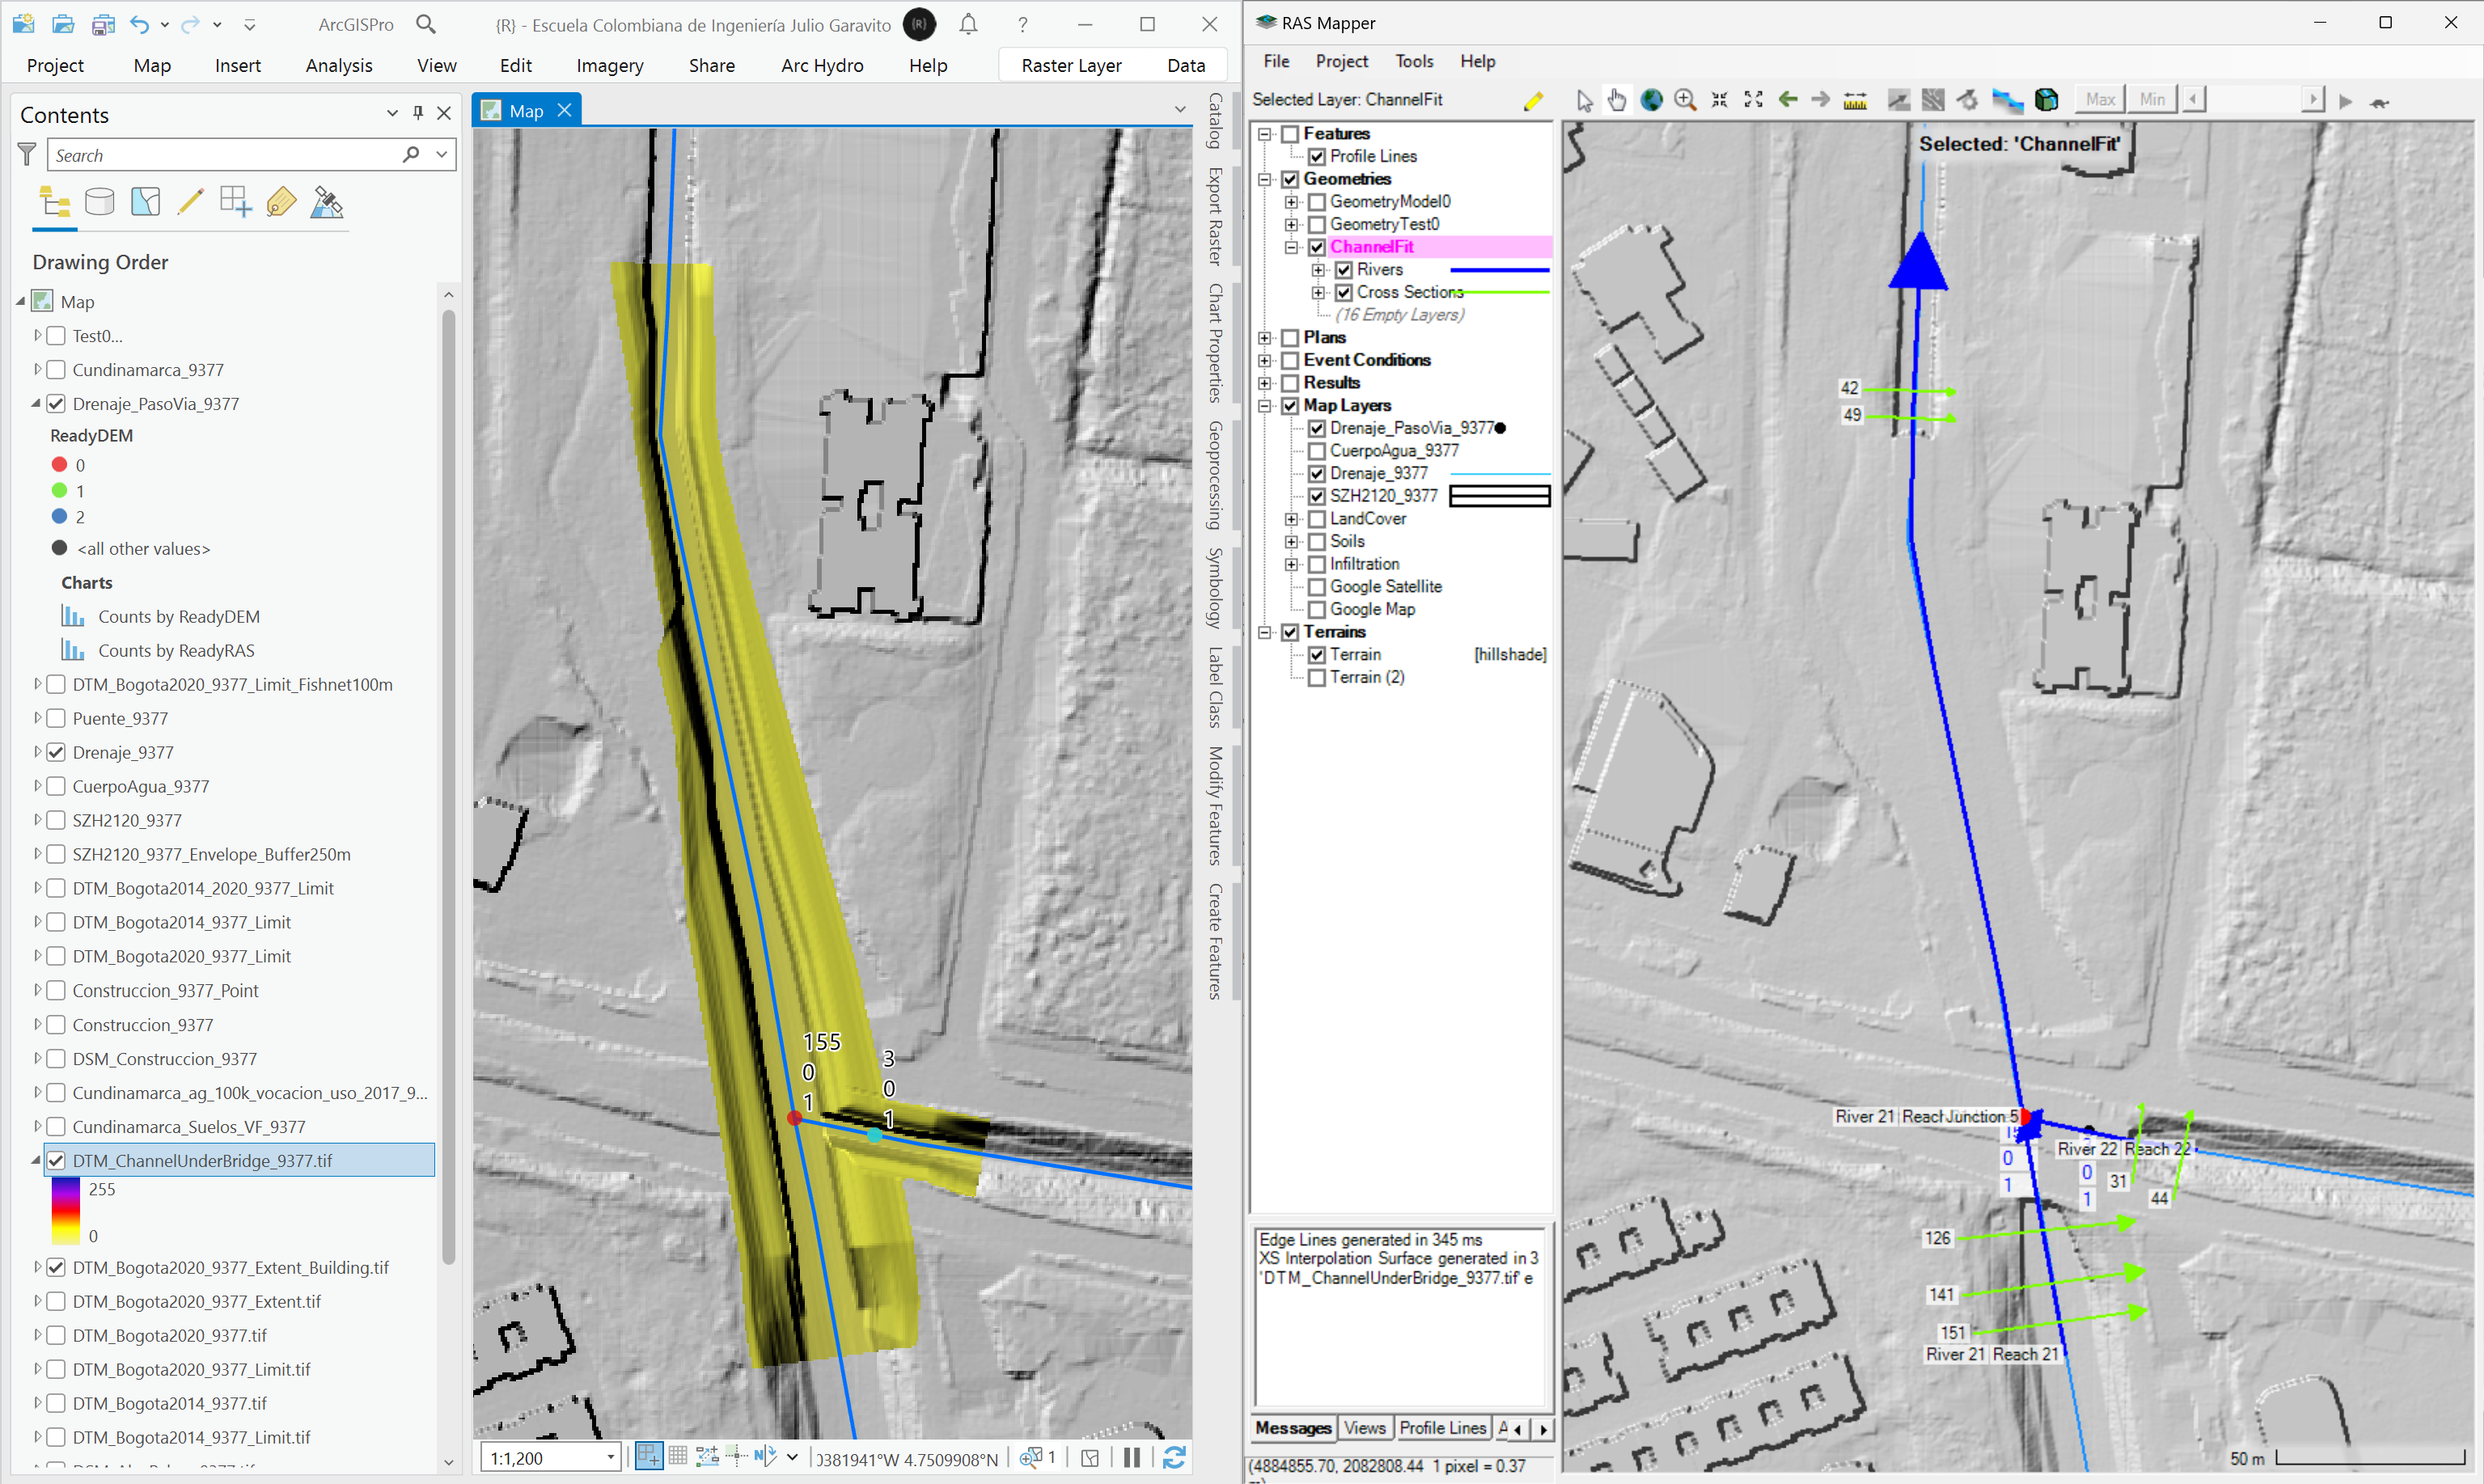 ArcGISPro
{R} - Escuela Colombiana de Ingeniería Julio Garavito
{R}
?
Project Map Insert Analysis View Edit Imagery Share Arc Hydro Help Raster Layer Data
Contents
Search
Drawing Order
Map
Test0...
Cundinamarca_9377
Drenaje_PasoVia_9377
ReadyDEM
0
1
2
<all other values>
Charts
Counts by ReadyDEM
Counts by ReadyRAS
DTM_Bogota2020_9377_Limit_Fishnet100m
Puente_9377
Drenaje_9377
CuerpoAgua_9377
SZH2120_9377
SZH2120_9377_Envelope_Buffer250m
DTM_Bogota2014_2020_9377_Limit
DTM_Bogota2014_9377_Limit
DTM_Bogota2020_9377_Limit
Construccion_9377_Point
Construccion_9377
DSM_Construccion_9377
Cundinamarca_ag_100k_vocacion_uso_2017_9...
Cundinamarca_Suelos_VF_9377
DTM_ChannelUnderBridge_9377.tif
255
0
DTM_Bogota2020_9377_Extent_Building.tif
DTM_Bogota2020_9377_Extent.tif
DTM_Bogota2020_9377.tif
DTM_Bogota2020_9377_Limit.tif
DTM_Bogota2014_9377.tif
DTM_Bogota2014_9377_Limit.tif
Map
155
0
1
3
0
1
1:1,200
N
0381941°W 4.7509908°N
1
Catalog
Export Raster
Chart Properties
Geoprocessing
Symbology
Label Class
Modify Features
Create Features
RAS Mapper
File Project Tools Help
Selected Layer: ChannelFit
Max Min
Features
Profile Lines
Geometries
GeometryModel0
GeometryTest0
ChannelFit
Rivers
Cross Sections
(16 Empty Layers)
Plans
Event Conditions
Results
Map Layers
Drenaje_PasoVia_9377
CuerpoAgua_9377
Drenaje_9377
SZH2120_9377
LandCover
Soils
Infiltration
Google Satellite
Google Map
Terrains
Terrain [hillshade]
Terrain (2)
Edge Lines generated in 345 ms
XS Interpolation Surface generated in 3
'DTM_ChannelUnderBridge_9377.tif' e
Messages Views Profile Lines A
(4884855.70, 2082808.44 1 pixel = 0.37
Selected: 'ChannelFit'
42
49
River 21 Reach Junction 5
0
1
River 22 Reach 22
0
1
31
44
126
141
151
River 21 Reach 21
50 m